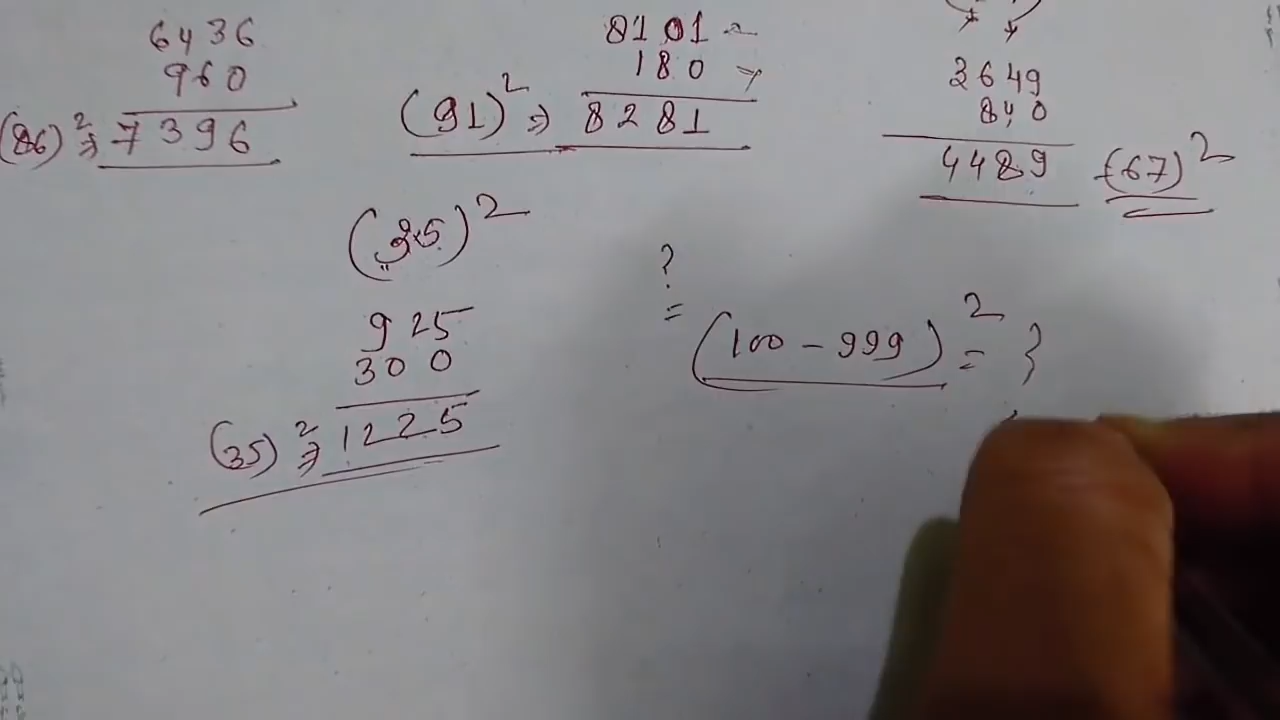 6436
960
(86)² ⇒ 7396
8101
180
(91)² ⇒ 8281
3649
840
4489 (67)²
(35)²
925
300
(35)² ⇒ 1225
?
= (100 - 999)² = }